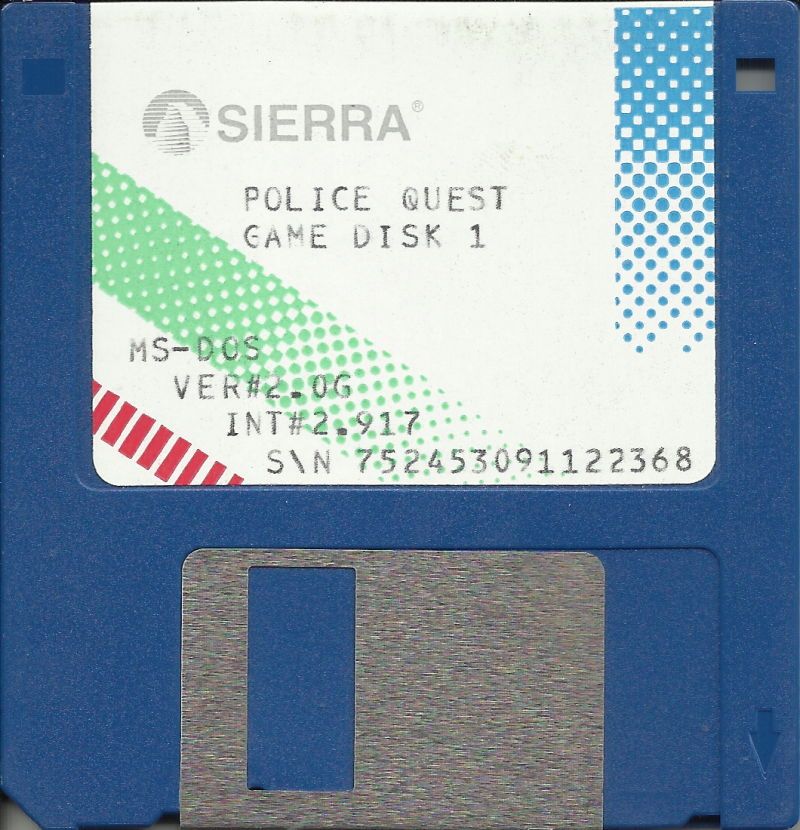 SIERRA®
POLICE QUEST
GAME DISK 1
MS-DOS
VER#2.0G
INT#2.917
S\N 752453091122368